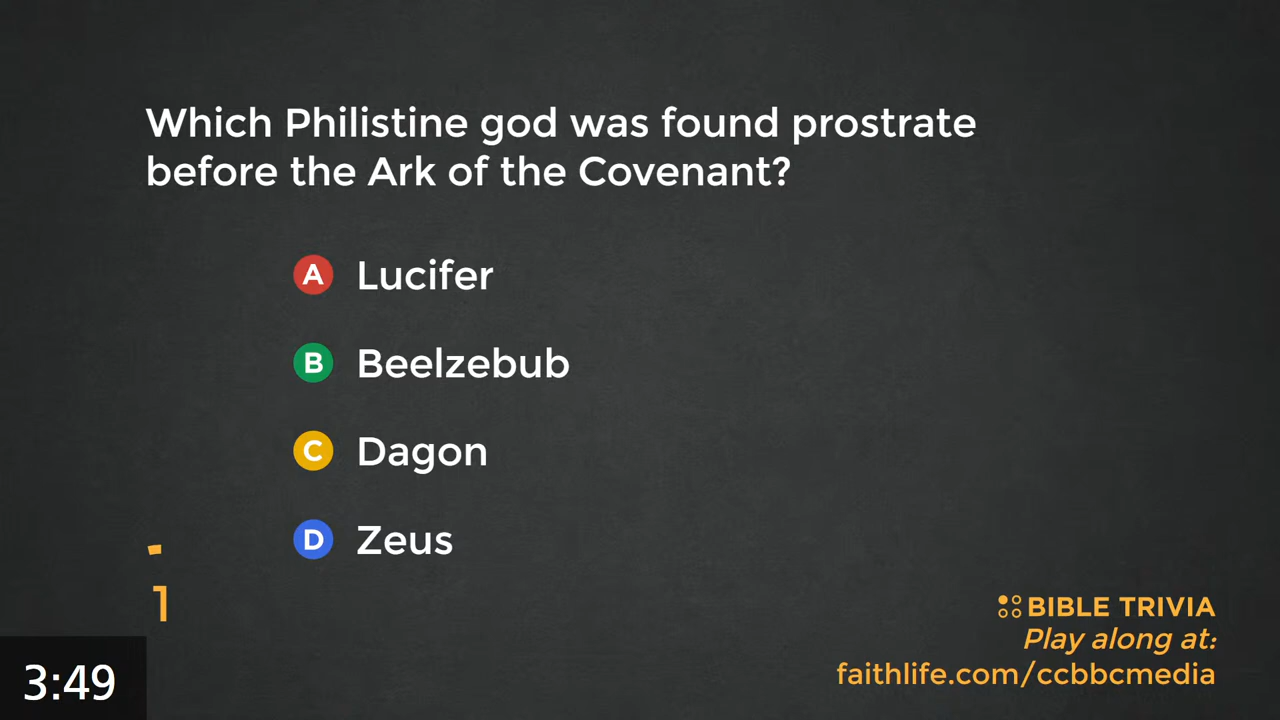 Which Philistine god was found prostrate
before the Ark of the Covenant?
A Lucifer
B Beelzebub
C Dagon
D Zeus
1
BIBLE TRIVIA
Play along at:
faithlife.com/ccbbcmedia
3:49